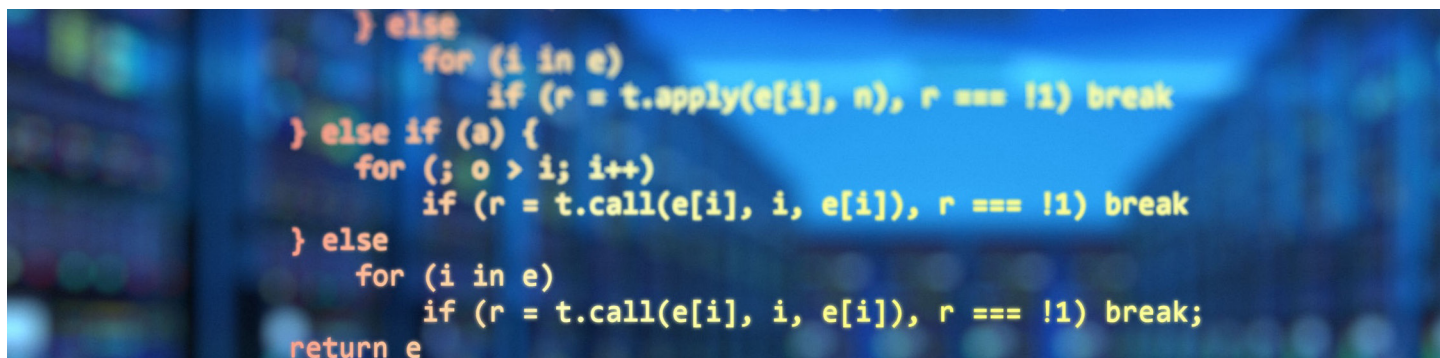 } else
for (i in e)
if (r = t.apply(e[i], n), r === !1) break
} else if (a) {
for (; o > i; i++)
if (r = t.call(e[i], i, e[i]), r === !1) break
} else
for (i in e)
if (r = t.call(e[i], i, e[i]), r === !1) break;
return e